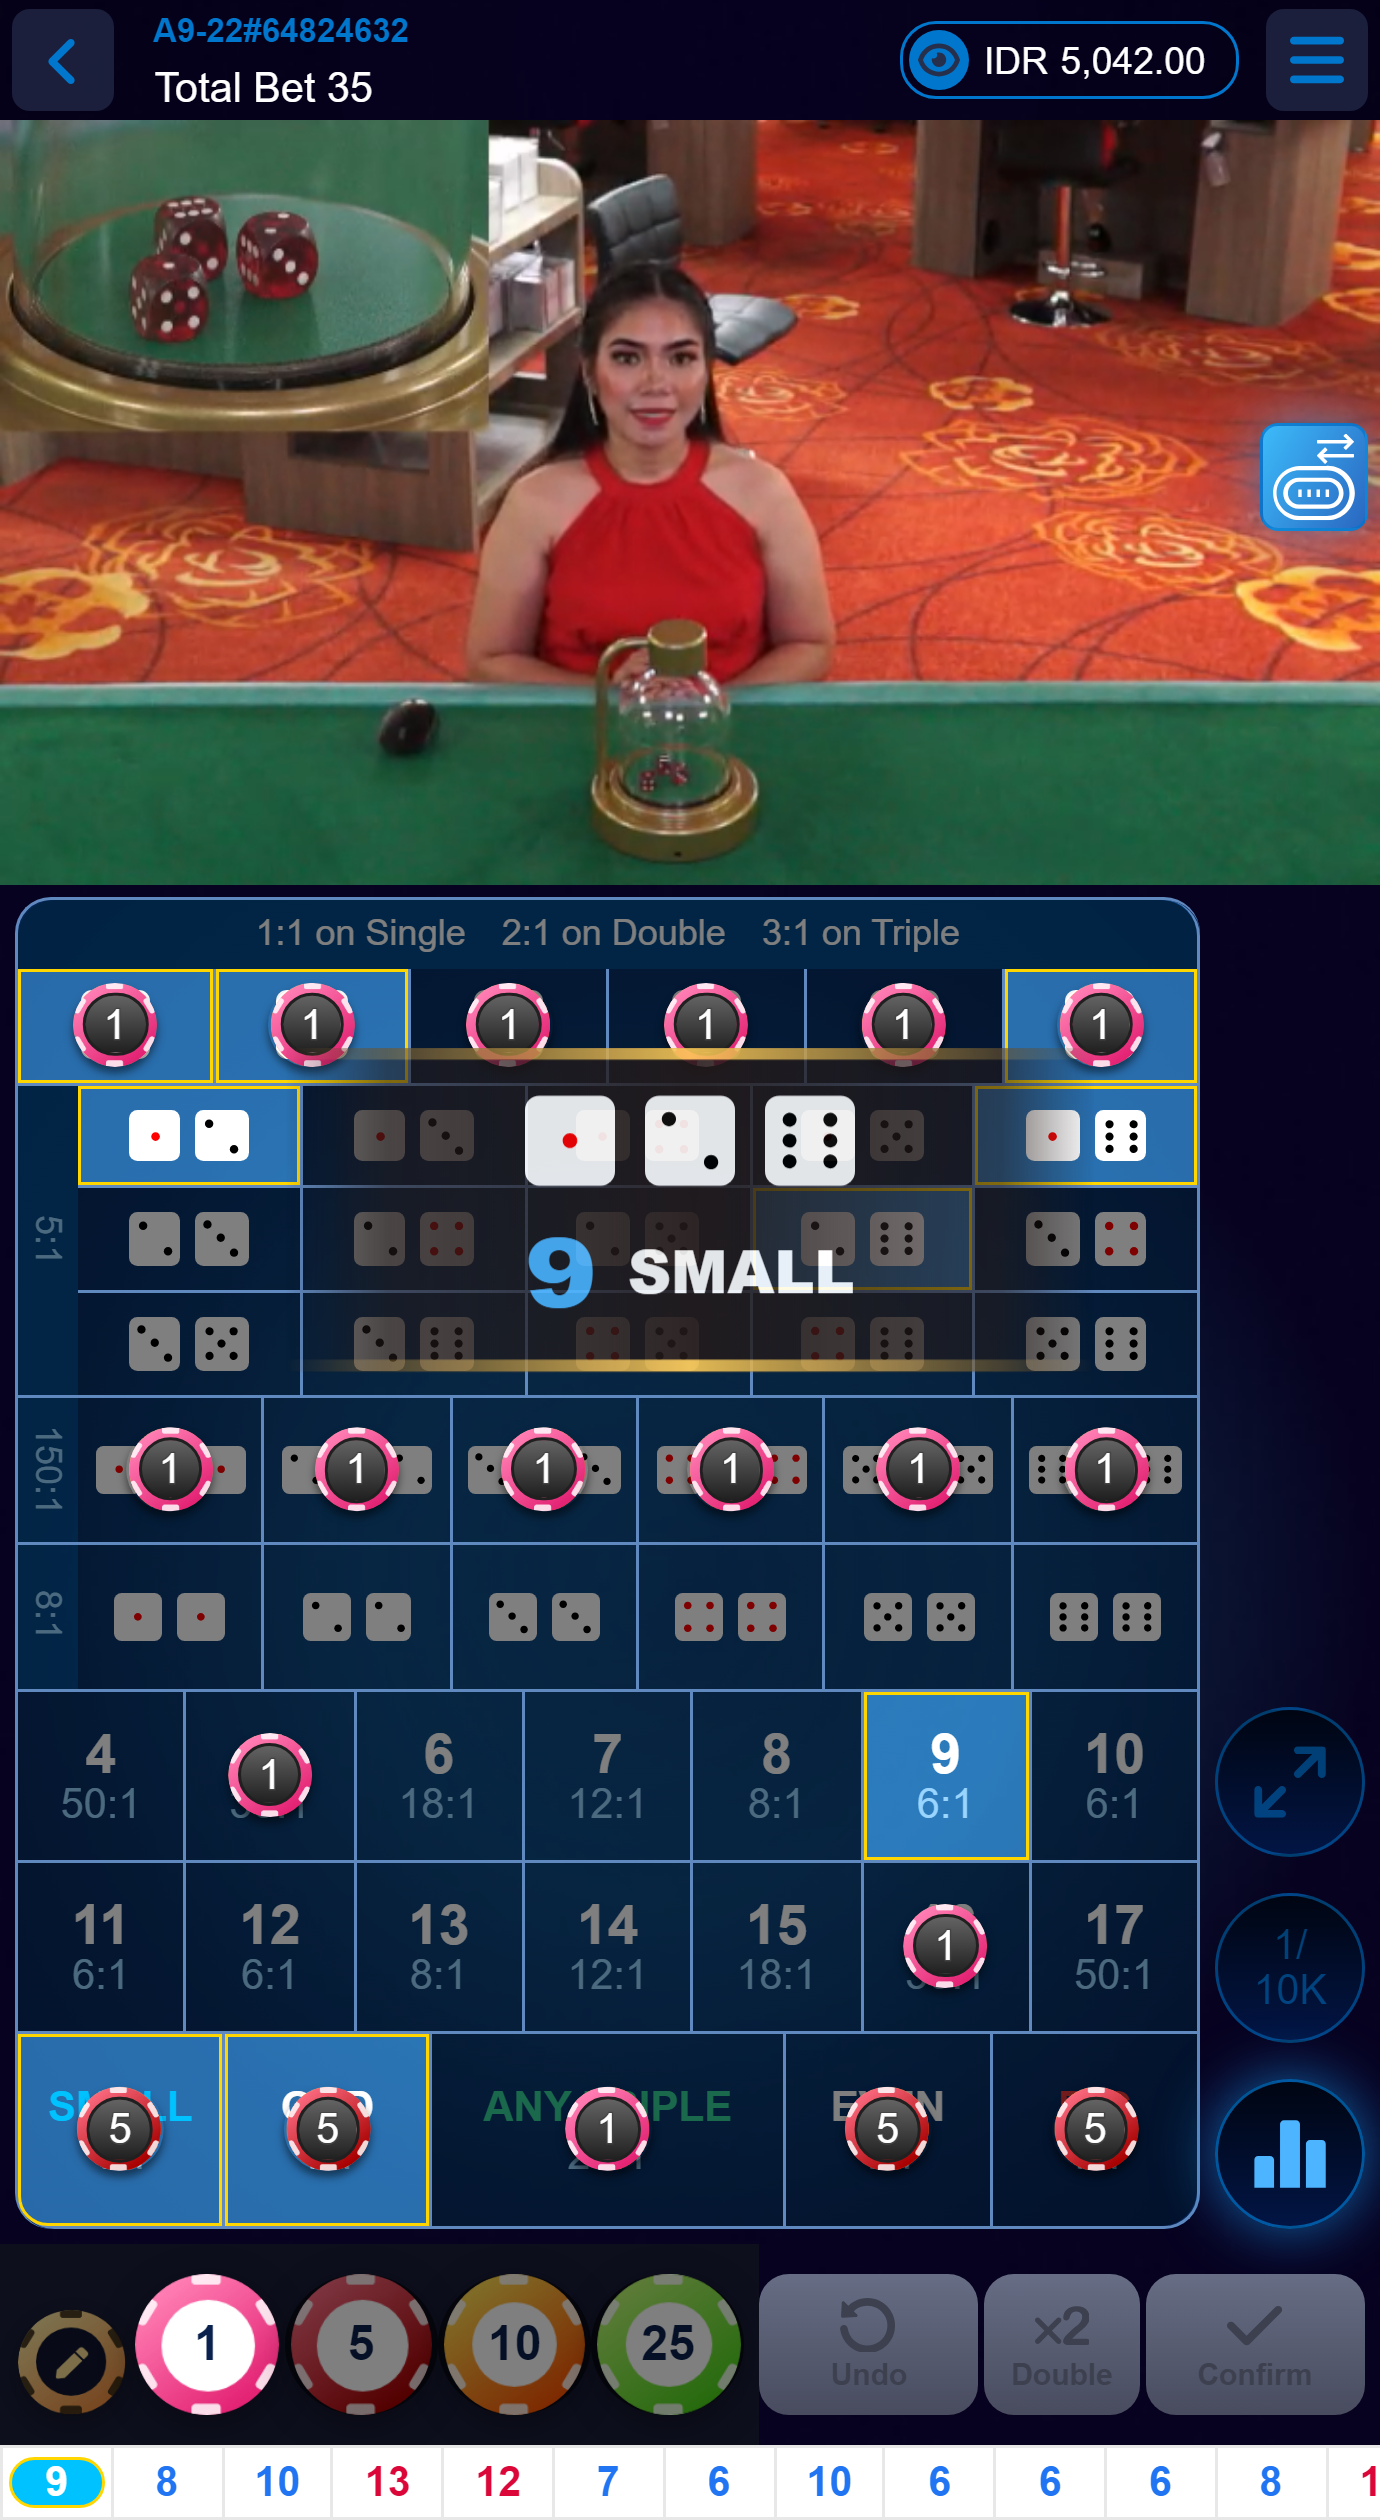 A9-22#64824632
Total Bet 35
IDR 5,042.00
1:1 on Single 2:1 on Double 3:1 on Triple
1 1 1 1 1 1
5:1
9 SMALL
150:1
1 1 1 1 1 1
8:1
4 1 6 7 8 9 10
50:1 18:1 12:1 8:1 6:1 6:1
11 12 13 14 15 1 17
6:1 6:1 8:1 12:1 18:1 50:1
1/
10K
5 5 1 5 5
1 5 10 25
x2
Undo Double Confirm
9 8 10 13 12 7 6 10 6 6 6 8